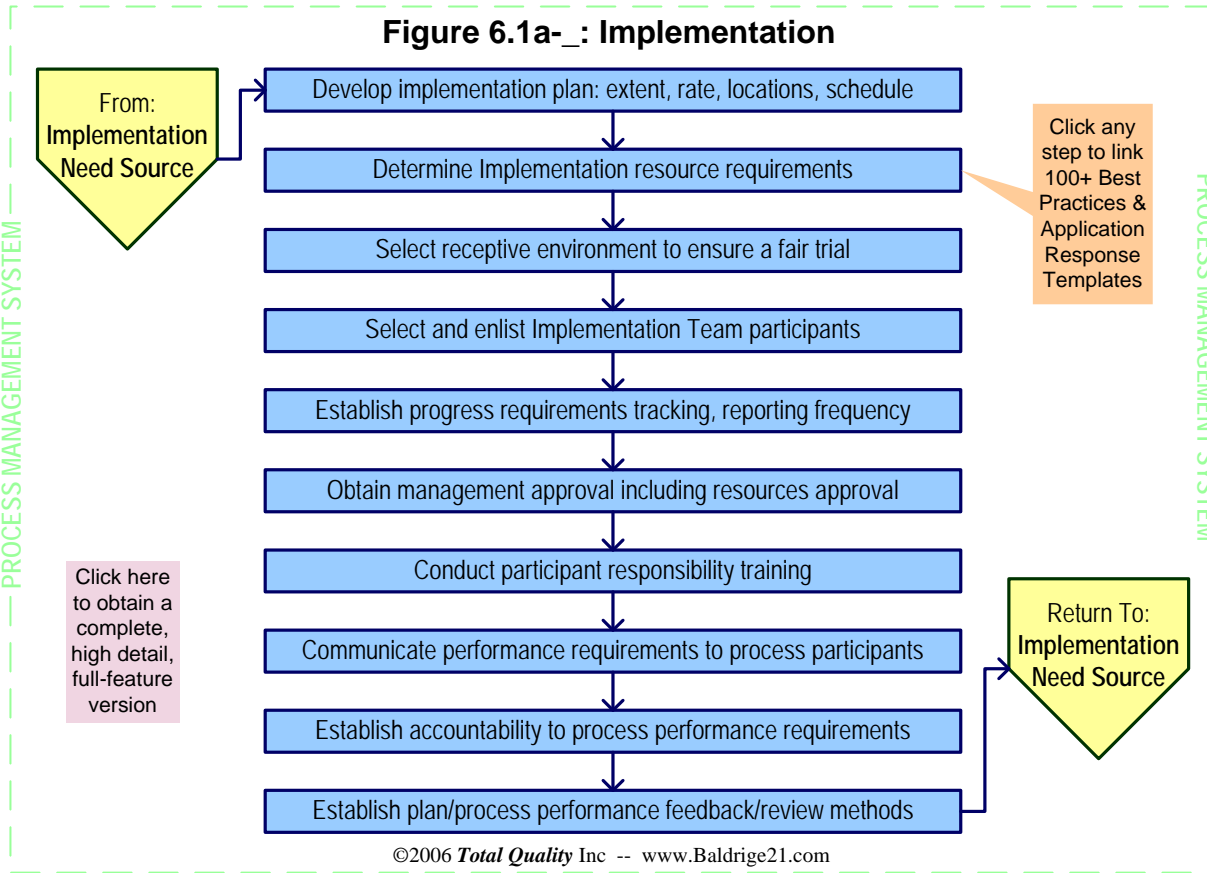 Figure 6.1a-_: Implementation
From:
Implementation
Need Source
Develop implementation plan: extent, rate, locations, schedule
Determine Implementation resource requirements
Select receptive environment to ensure a fair trial
Select and enlist Implementation Team participants
Establish progress requirements tracking, reporting frequency
Obtain management approval including resources approval
Conduct participant responsibility training
Communicate performance requirements to process participants
Establish accountability to process performance requirements
Establish plan/process performance feedback/review methods
Click any
step to link
100+ Best
Practices &
Application
Response
Templates
Click here
to obtain a
complete,
high detail,
full-feature
version
Return To:
Implementation
Need Source
PROCESS MANAGEMENT SYSTEM
PROCESS MANAGEMENT SYSTEM
©2006 Total Quality Inc -- www.Baldrige21.com